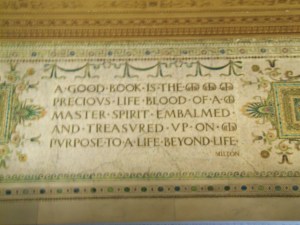 A·GOOD·BOOK·IS·THE
PRECIOVS·LIFE·BLOOD·OF·A
MASTER·SPIRIT·EMBALMED
AND·TREASVRED·VP·ON
PVRPOSE·TO·A·LIFE·BEYOND·LIFE·
MILTON